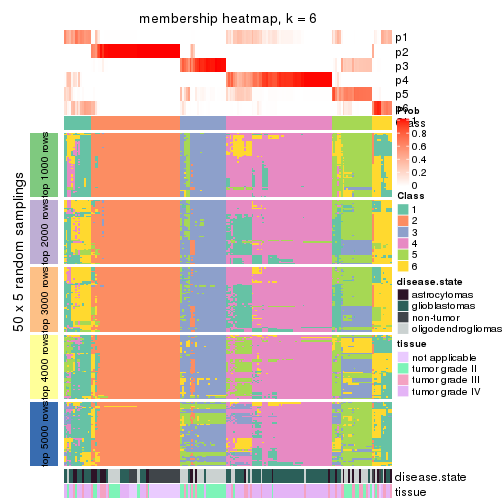 membership heatmap, k = 6
p1
p2
p3
p4
p5
p6
Prob
1
0.8
0.6
0.4
0.2
0
Class
Class
1
2
3
4
5
6
disease.state
astrocytomas
glioblastomas
non-tumor
oligodendrogliomas
tissue
not applicable
tumor grade II
tumor grade III
tumor grade IV
50 x 5 random samplings
top 1000 rows
top 2000 rows
top 3000 rows
top 4000 rows
top 5000 rows
disease.state
tissue